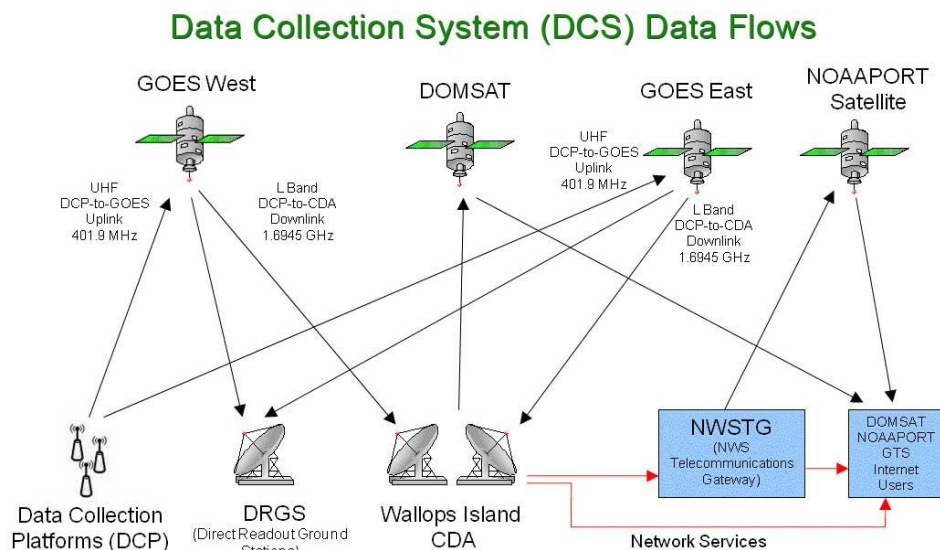 Data Collection System (DCS) Data Flows
GOES West
DOMSAT
GOES East
NOAAPORT
Satellite
UHF
DCP-to-GOES
Uplink
401.9 MHz
L Band
DCP-to-CDA
Downlink
1.6945 GHz
UHF
DCP-to-GOES
Uplink
401.9 MHz
L Band
DCP-to-CDA
Downlink
1.6945 GHz
Data Collection
Platforms (DCP)
DRGS
(Direct Readout Ground
Stations)
Wallops Island
CDA
NWSTG
(NWS
Telecommunications
Gateway)
DOMSAT
NOAAPORT
GTS
Internet
Users
Network Services